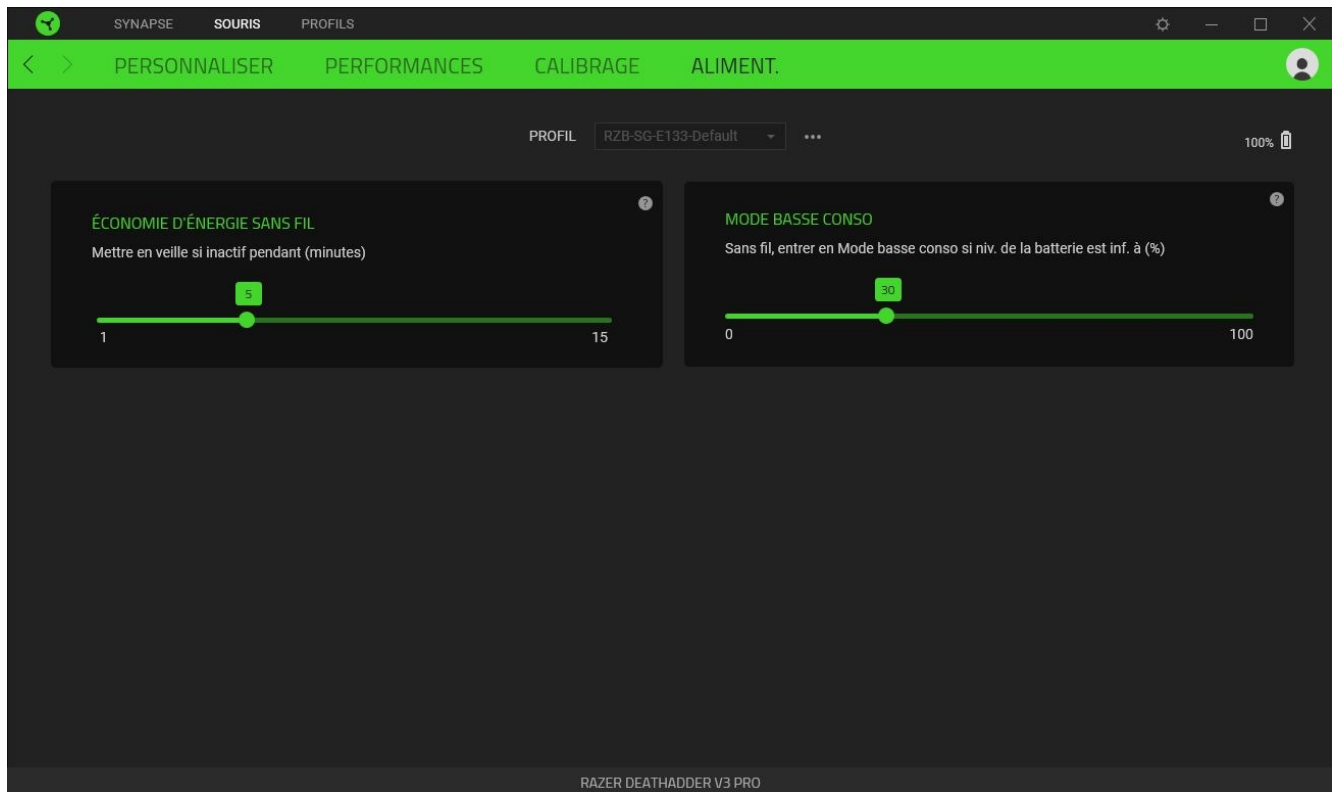 SYNAPSE SOURIS PROFILS
PERSONNALISER PERFORMANCES CALIBRAGE ALIMENT.
PROFIL RZB-SG-E133-Default
100%
ÉCONOMIE D'ÉNERGIE SANS FIL
Mettre en veille si inactif pendant (minutes)
5
1 15
MODE BASSE CONSO
Sans fil, entrer en Mode basse conso si niv. de la batterie est inf. à (%)
30
0 100
RAZER DEATHADDER V3 PRO